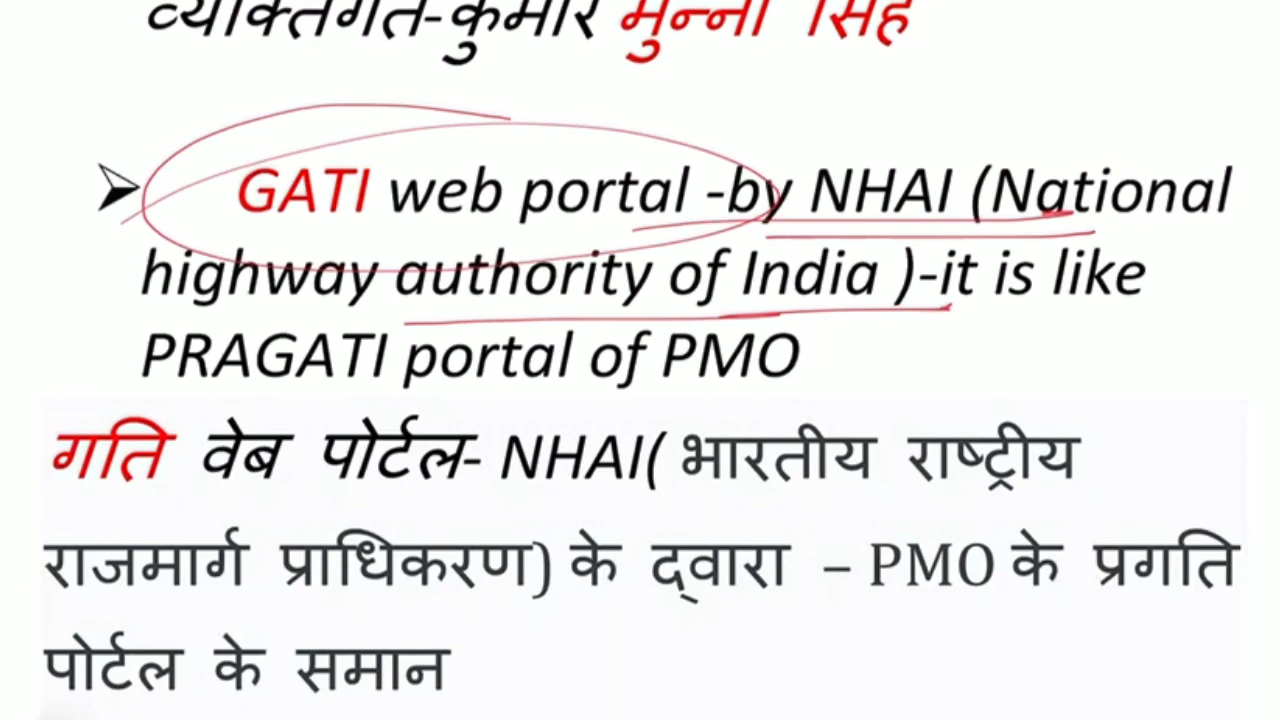 व्यक्तिगत-कुमार मुन्ना सिंह
GATI web portal -by NHAI (National
highway authority of India )-it is like
PRAGATI portal of PMO
गति वेब पोर्टल- NHAI( भारतीय राष्ट्रीय
राजमार्ग प्राधिकरण) के द्वारा – PMO के प्रगति
पोर्टल के समान